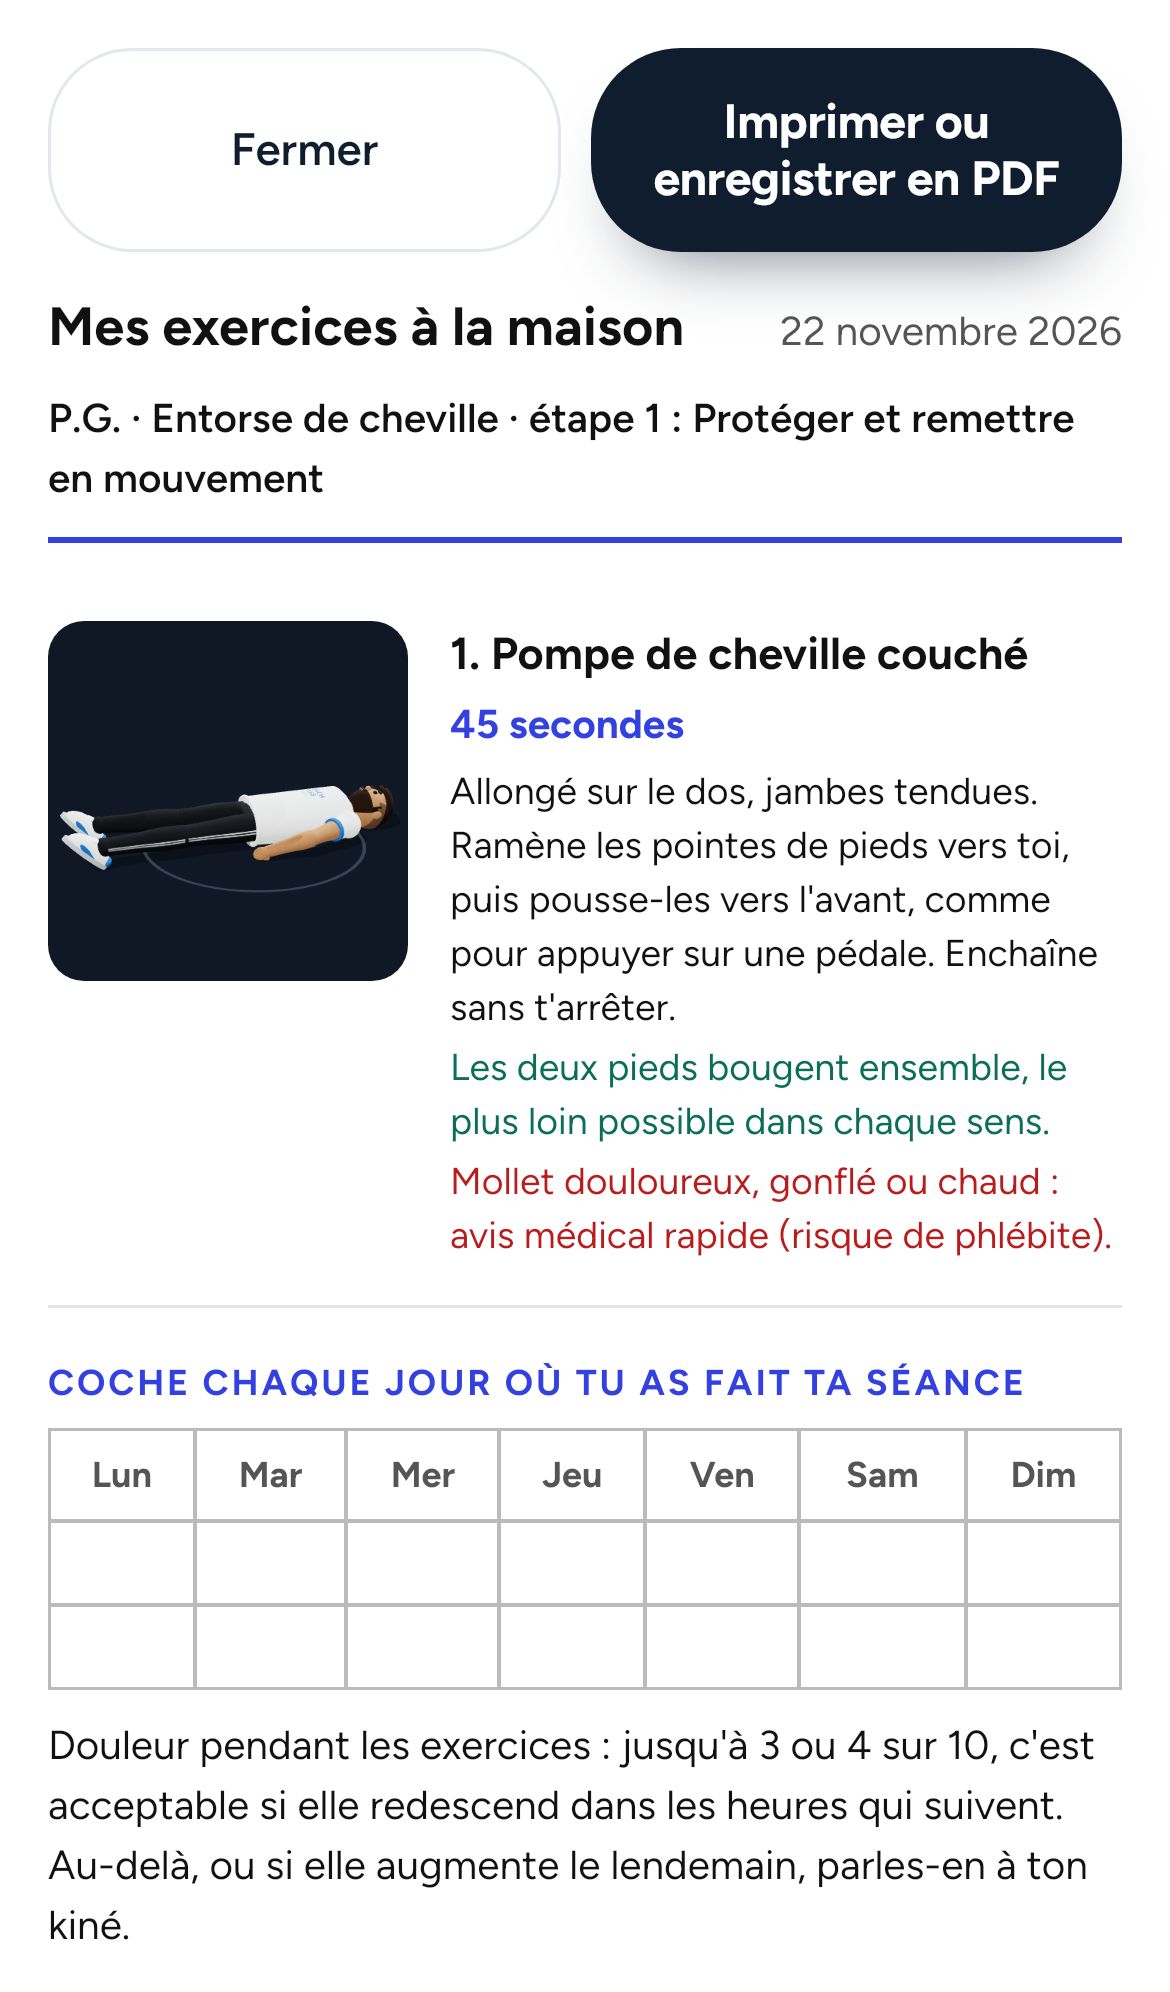 Fermer
Imprimer ou
enregistrer en PDF
Mes exercices à la maison
22 novembre 2026
P.G. · Entorse de cheville · étape 1 : Protéger et remettre
en mouvement
1. Pompe de cheville couché
45 secondes
Allongé sur le dos, jambes tendues.
Ramène les pointes de pieds vers toi,
puis pousse-les vers l'avant, comme
pour appuyer sur une pédale. Enchaîne
sans t'arrêter.
Les deux pieds bougent ensemble, le
plus loin possible dans chaque sens.
Mollet douloureux, gonflé ou chaud :
avis médical rapide (risque de phlébite).
COCHE CHAQUE JOUR OÙ TU AS FAIT TA SÉANCE
Lun Mar Mer Jeu Ven Sam Dim
Douleur pendant les exercices : jusqu'à 3 ou 4 sur 10, c'est
acceptable si elle redescend dans les heures qui suivent.
Au-delà, ou si elle augmente le lendemain, parles-en à ton
kiné.